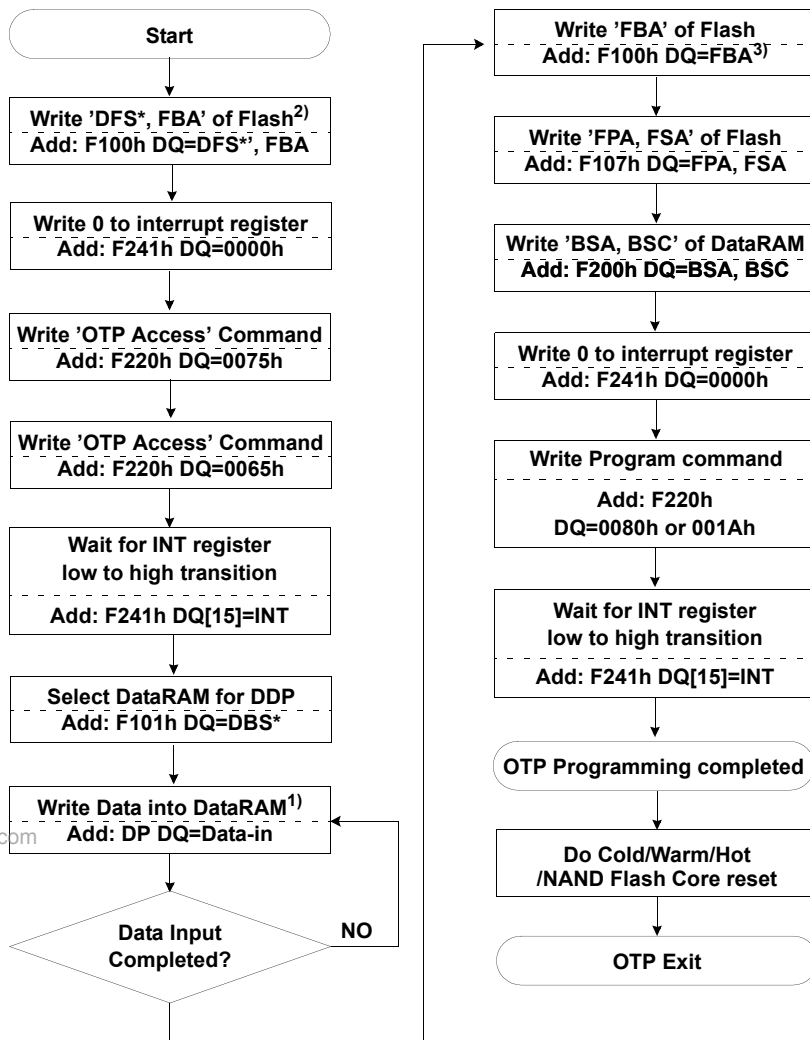 Start
Write 'DFS*, FBA' of Flash2)
Add: F100h DQ=DFS*', FBA
Write 0 to interrupt register
Add: F241h DQ=0000h
Write 'OTP Access' Command
Add: F220h DQ=0075h
Write 'OTP Access' Command
Add: F220h DQ=0065h
Wait for INT register
low to high transition
Add: F241h DQ[15]=INT
Select DataRAM for DDP
Add: F101h DQ=DBS*
Write Data into DataRAM1)
Add: DP DQ=Data-in
com
Data Input
Completed?
NO
Write 'FBA' of Flash
Add: F100h DQ=FBA3)
Write 'FPA, FSA' of Flash
Add: F107h DQ=FPA, FSA
Write 'BSA, BSC' of DataRAM
Add: F200h DQ=BSA, BSC
Write 0 to interrupt register
Add: F241h DQ=0000h
Write Program command
Add: F220h
DQ=0080h or 001Ah
Wait for INT register
low to high transition
Add: F241h DQ[15]=INT
OTP Programming completed
Do Cold/Warm/Hot
/NAND Flash Core reset
OTP Exit